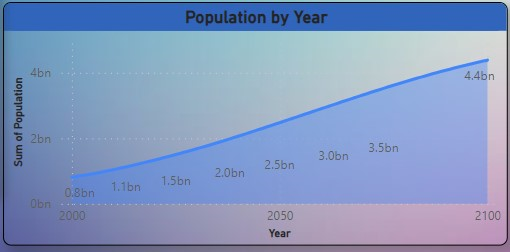 Population by Year
Sum of Population
4bn
2bn
0bn
0.8bn
1.1bn
1.5bn
2.0bn
2.5bn
3.0bn
3.5bn
4.4bn
2000
2050
2100
Year